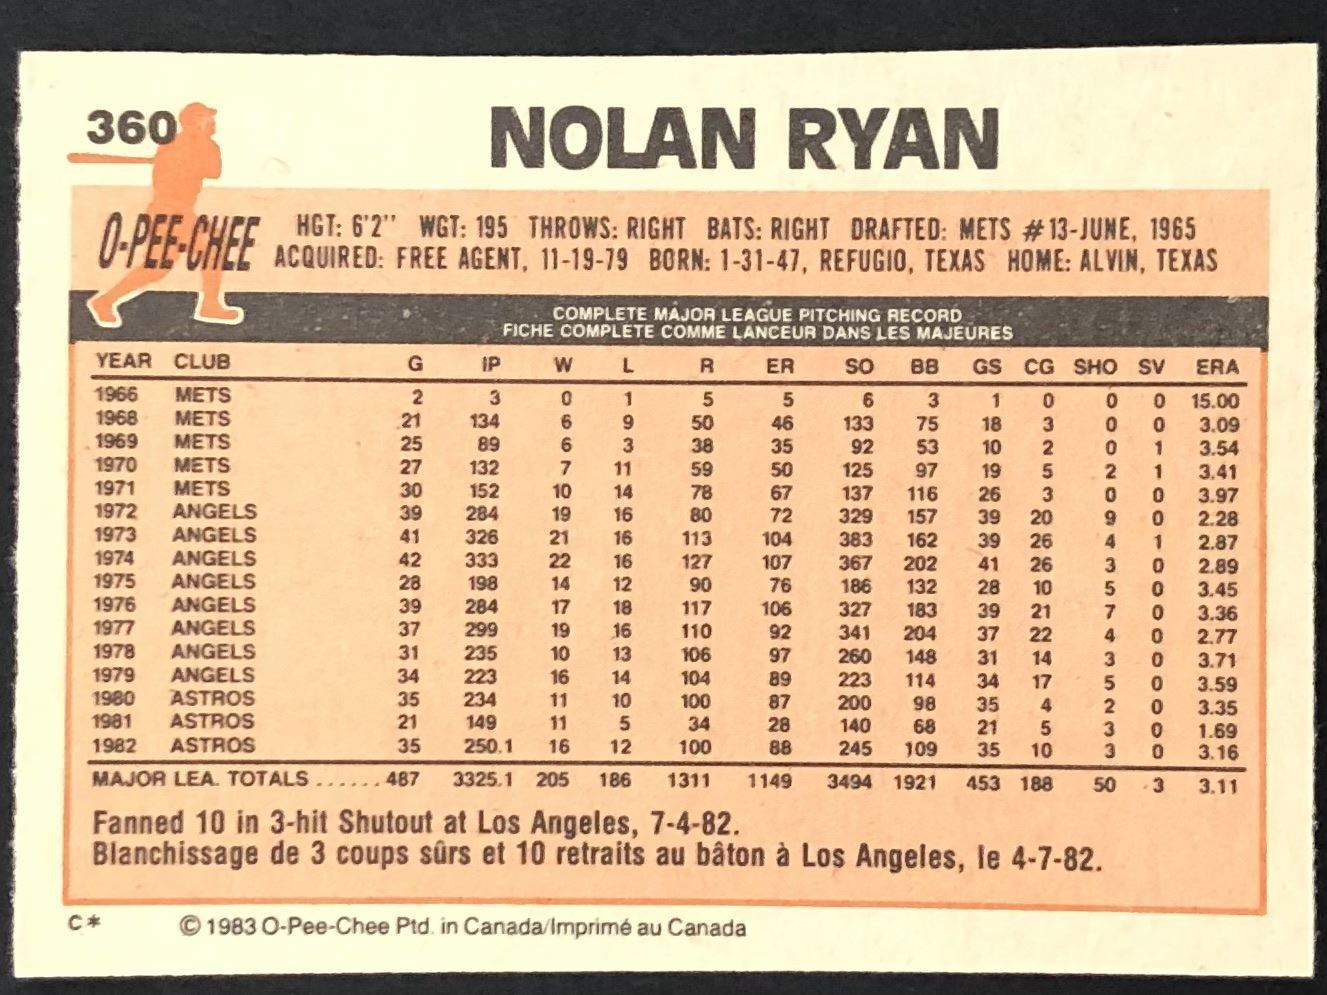 360 NOLAN RYAN
O-PEE-CHEE
HGT: 6'2" WGT: 195 THROWS: RIGHT BATS: RIGHT DRAFTED: METS #13-JUNE, 1965
ACQUIRED: FREE AGENT, 11-19-79 BORN: 1-31-47, REFUGIO, TEXAS HOME: ALVIN, TEXAS
COMPLETE MAJOR LEAGUE PITCHING RECORD
FICHE COMPLETE COMME LANCEUR DANS LES MAJEURES
YEAR CLUB G IP W L R ER SO BB GS CG SHO SV ERA
1966 METS 2 3 0 1 5 5 6 3 1 0 0 0 15.00
1968 METS 21 134 6 9 50 46 133 75 18 3 0 0 3.09
1969 METS 25 89 6 3 38 35 92 53 10 2 0 1 3.54
1970 METS 27 132 7 11 59 50 125 97 19 5 2 1 3.41
1971 METS 30 152 10 14 78 67 137 116 26 3 0 0 3.97
1972 ANGELS 39 284 19 16 80 72 329 157 39 20 9 0 2.28
1973 ANGELS 41 326 21 16 113 104 383 162 39 26 4 1 2.87
1974 ANGELS 42 333 22 16 127 107 367 202 41 26 3 0 2.89
1975 ANGELS 28 198 14 12 90 76 186 132 28 10 5 0 3.45
1976 ANGELS 39 284 17 18 117 106 327 183 39 21 7 0 3.36
1977 ANGELS 37 299 19 16 110 92 341 204 37 22 4 0 2.77
1978 ANGELS 31 235 10 13 106 97 260 148 31 14 3 0 3.71
1979 ANGELS 34 223 16 14 104 89 223 114 34 17 5 0 3.59
1980 ASTROS 35 234 11 10 100 87 200 98 35 4 2 0 3.35
1981 ASTROS 21 149 11 5 34 28 140 68 21 5 3 0 1.69
1982 ASTROS 35 250.1 16 12 100 88 245 109 35 10 3 0 3.16
MAJOR LEA. TOTALS ...... 487 3325.1 205 186 1311 1149 3494 1921 453 188 50 3 3.11
Fanned 10 in 3-hit Shutout at Los Angeles, 7-4-82.
Blanchissage de 3 coups sûrs et 10 retraits au bâton à Los Angeles, le 4-7-82.
C* © 1983 O-Pee-Chee Ptd. in Canada/Imprimé au Canada